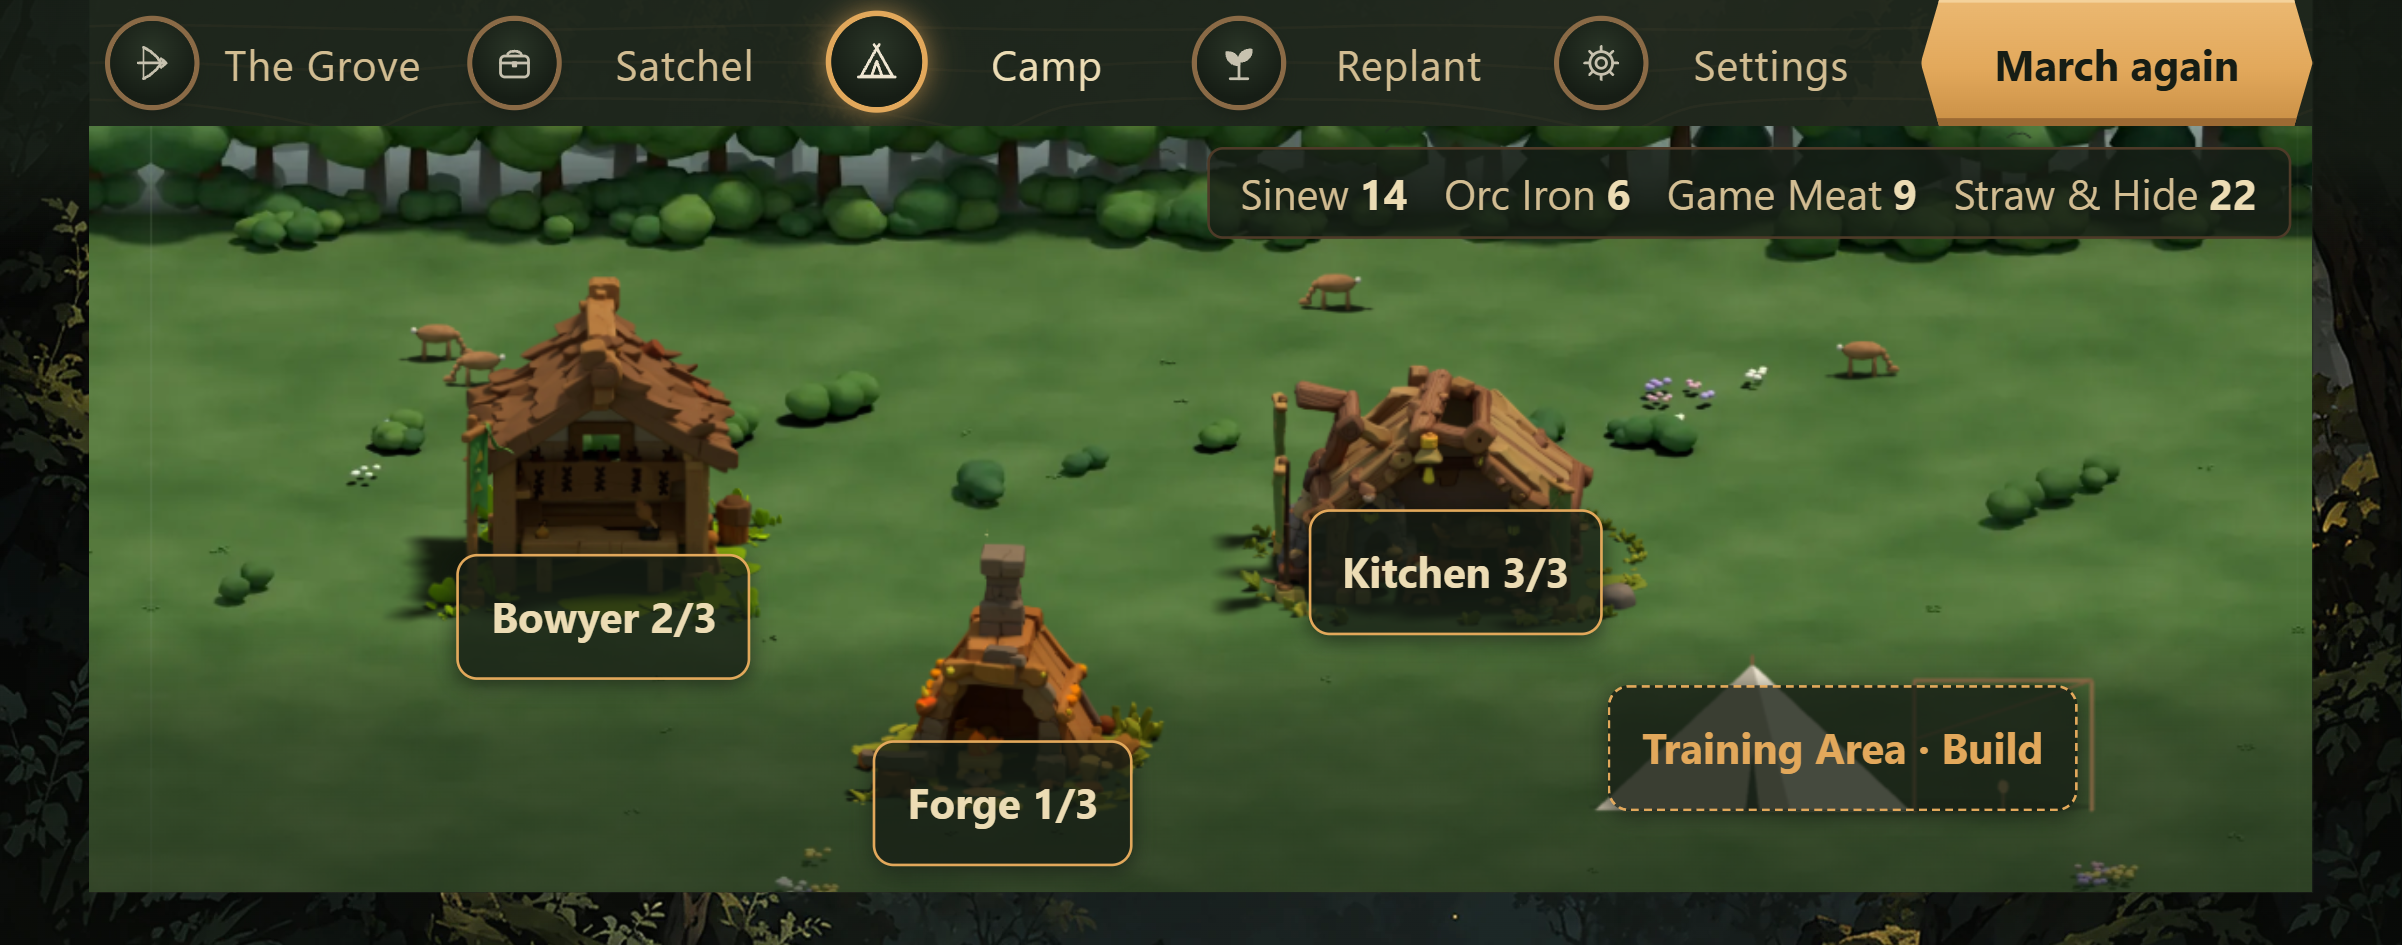 The Grove Satchel Camp Replant Settings March again
Sinew 14 Orc Iron 6 Game Meat 9 Straw & Hide 22
Kitchen 3/3
Bowyer 2/3
Training Area · Build
Forge 1/3